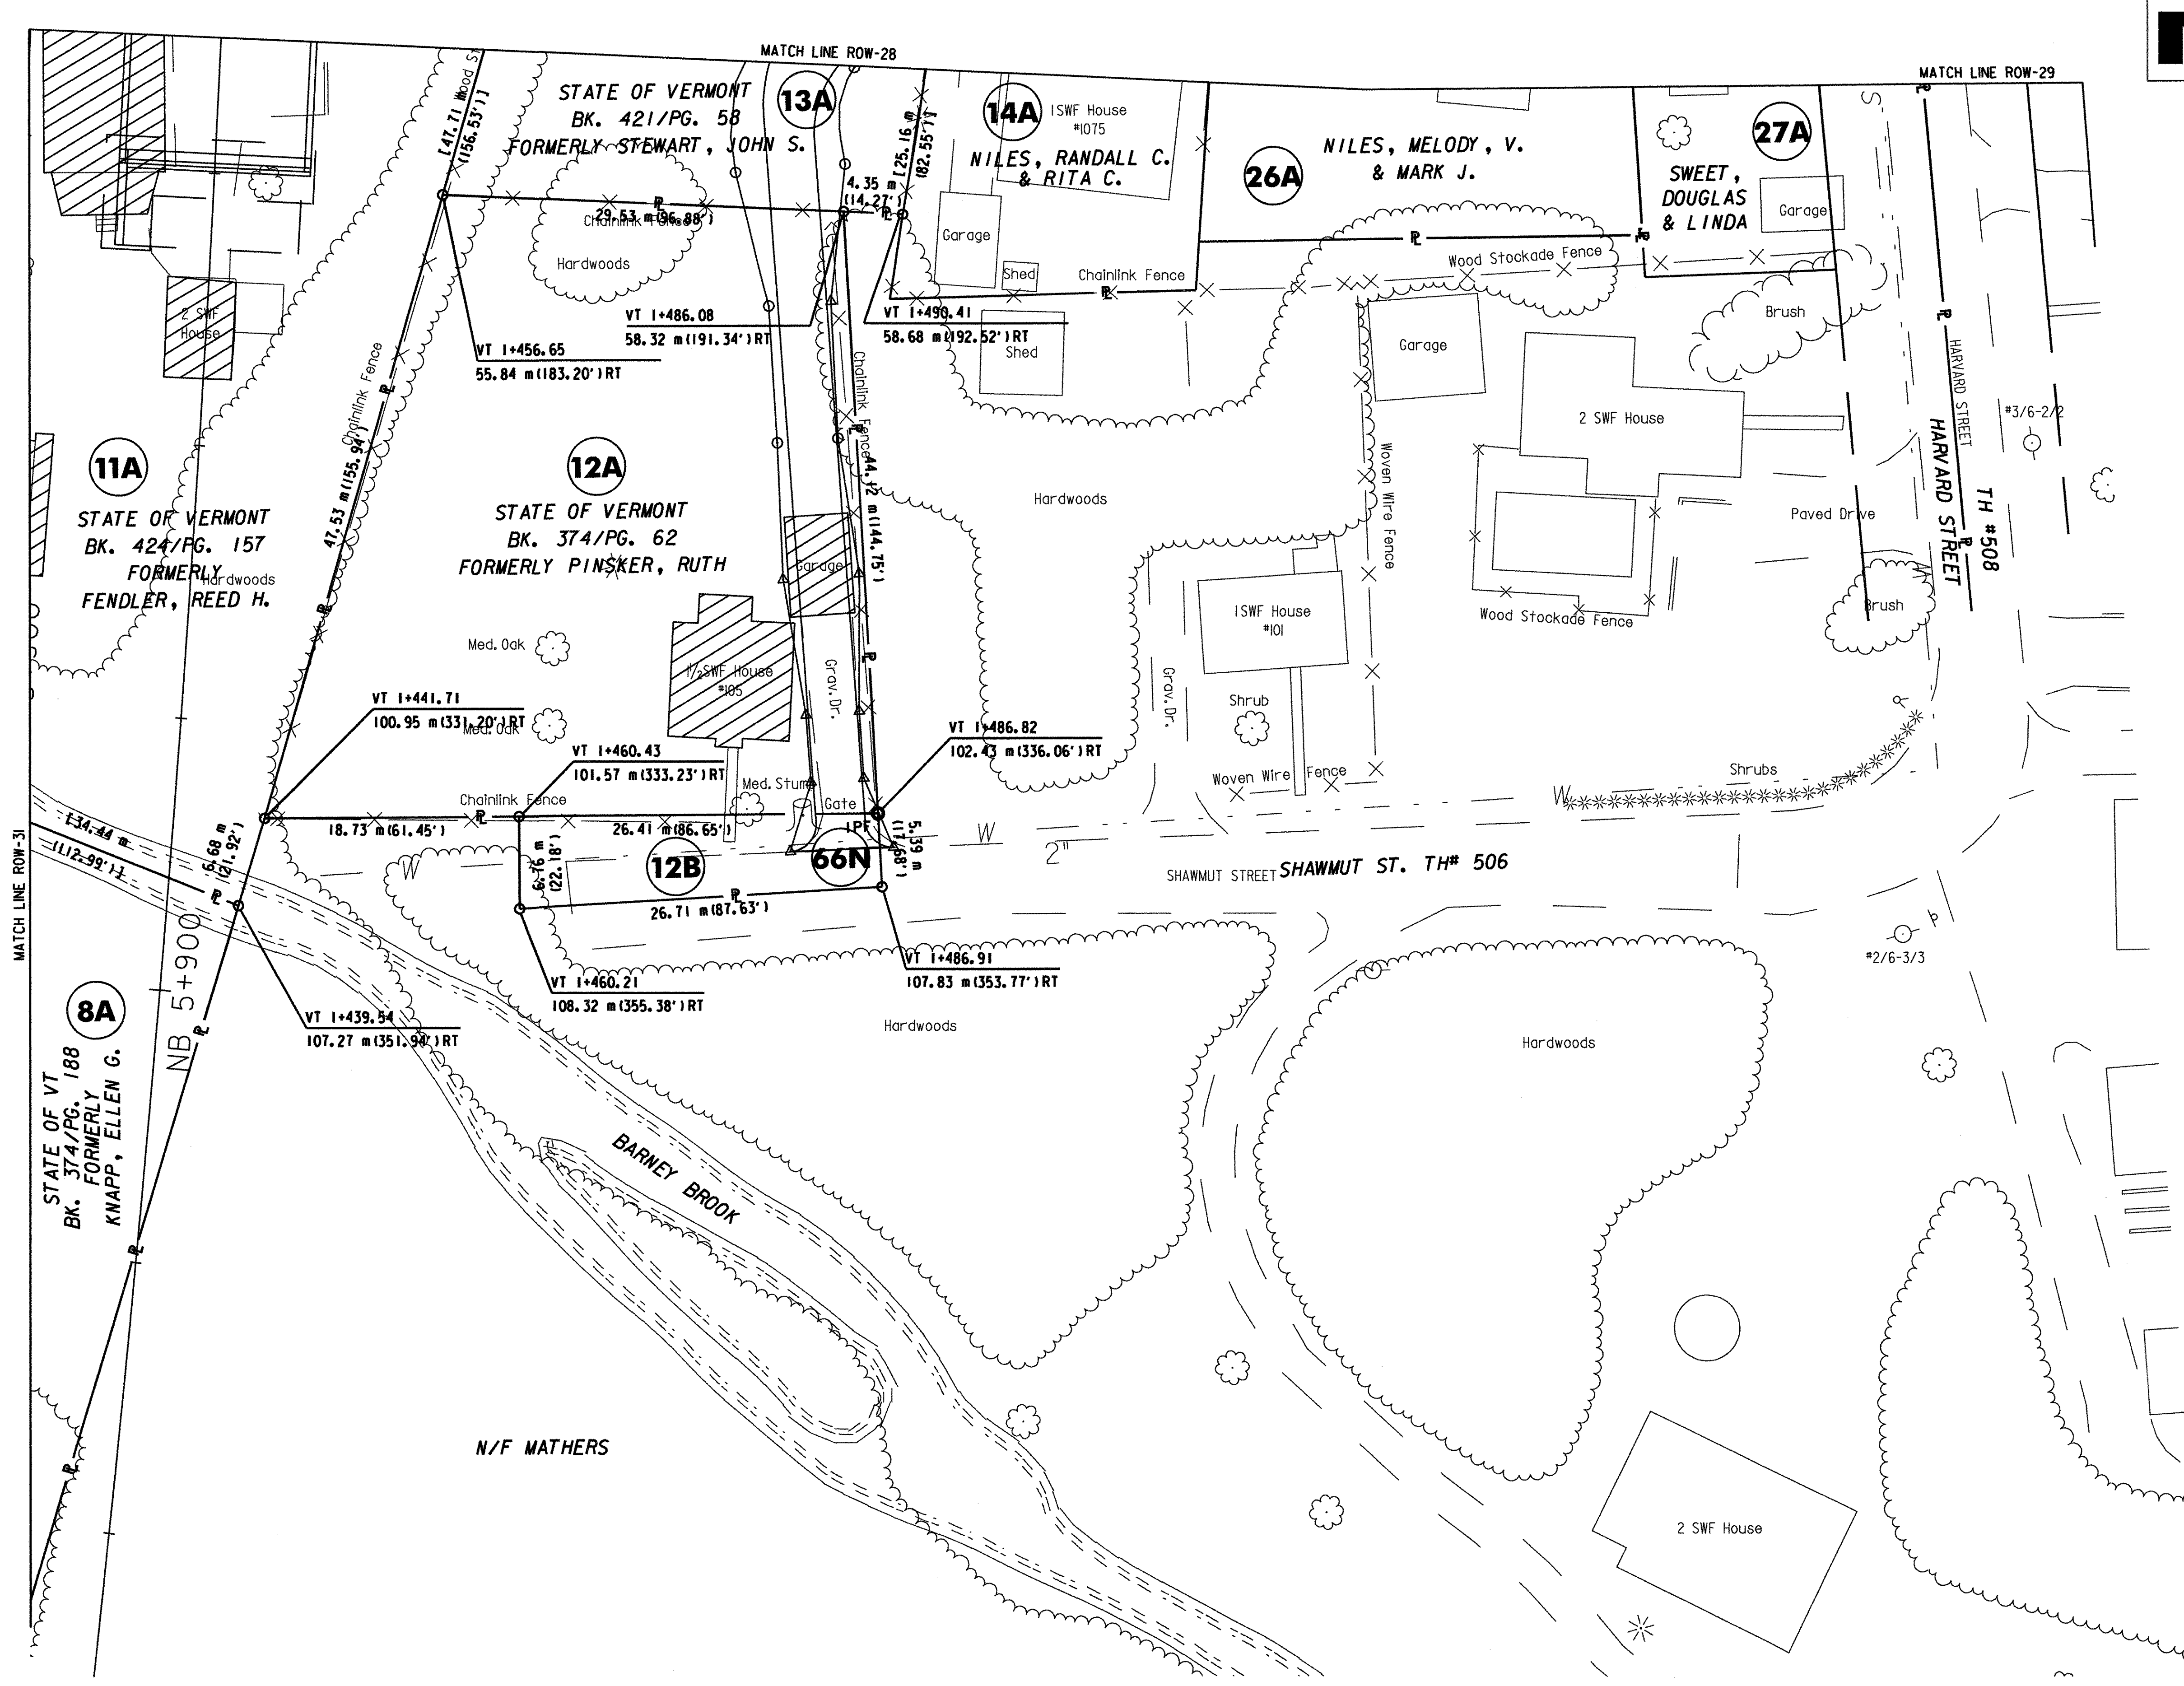 MATCH LINE ROW-28
MATCH LINE ROW-29
[47.71 m
(156.53')]
Wood St
STATE OF VERMONT
BK. 421/PG. 58
FORMERLY STEWART, JOHN S.
13A
[25.16 m
(82.55')]
14A
1SWF House
#1075
NILES, RANDALL C.
& RITA C.
26A
NILES, MELODY, V.
& MARK J.
27A
SWEET,
DOUGLAS
& LINDA
Garage
4.35 m
(14.27')
29.53 m(96.88')
Chainlink Fence
Hardwoods
Garage
Shed
Chainlink Fence
Wood Stockade Fence
Brush
2 SWF
House
VT 1+486.08
58.32 m(191.34')RT
VT 1+490.41
58.68 m(192.52')RT
Shed
Garage
VT 1+456.65
55.84 m(183.20')RT
Chainlink Fence
47.53 m(155.94')
Chainlink Fence
44.12 m(144.75')
2 SWF House
HARVARD STREET
HARVARD STREET
TH #508
#3/6-2/2
11A
STATE OF VERMONT
BK. 424/PG. 157
FORMERLY
FENDLER, REED H.
Hardwoods
12A
STATE OF VERMONT
BK. 374/PG. 62
FORMERLY PINSKER, RUTH
Hardwoods
Woven Wire Fence
Paved Drive
Garage
1SWF House
#101
Wood Stockade Fence
Brush
Med. Oak
1 1/2SWF House
#105
Grav. Dr.
Grav. Dr.
Shrub
VT 1+441.71
100.95 m(331.20')RT
Med. Oak
VT 1+460.43
101.57 m(333.23')RT
VT 1+486.82
102.43 m(336.06')RT
Med. Stump
Woven Wire Fence
Shrubs
Chainlink Fence
Gate
IPF
18.73 m(61.45')
26.41 m(86.65')
W
W
W
2"
S
[34.44 m
(112.99')]
6.68 m
(21.92')
6.76 m
(22.18')
12B
66N
5.39 m
(17.68')
SHAWMUT STREET
SHAWMUT ST. TH# 506
26.71 m(87.63')
MATCH LINE ROW-31
NB 5+900
VT 1+460.21
108.32 m(355.38')RT
VT 1+486.91
107.83 m(353.77')RT
#2/6-3/3
8A
STATE OF VT
BK. 374/PG. 188
FORMERLY
KNAPP, ELLEN G.
VT 1+439.54
107.27 m(351.94')RT
Hardwoods
Hardwoods
BARNEY BROOK
N/F MATHERS
2 SWF House